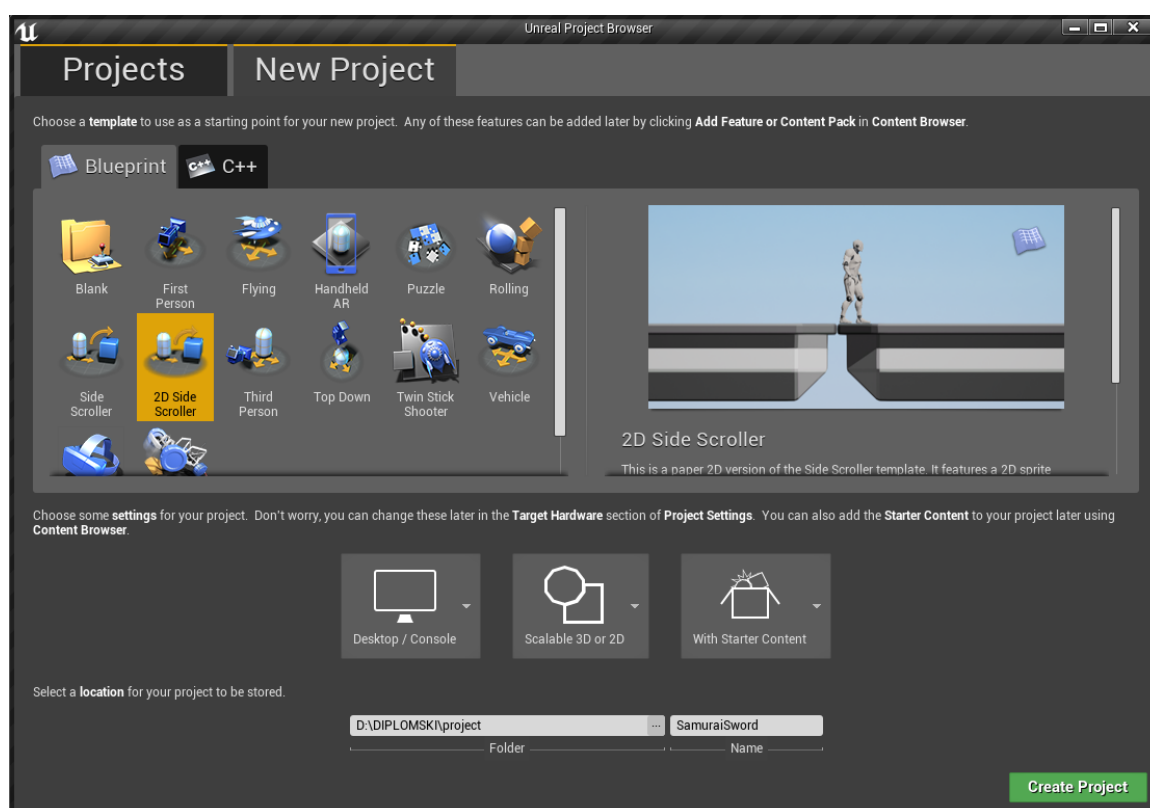 Unreal Project Browser
Projects
New Project
Choose a template to use as a starting point for your new project. Any of these features can be added later by clicking Add Feature or Content Pack in Content Browser.
Blueprint
C++
C++
Blank
First
Person
Flying
Handheld
AR
Puzzle
Rolling
Side
Scroller
2D Side
Scroller
Third
Person
Top Down
Twin Stick
Shooter
Vehicle
2D Side Scroller
This is a paper 2D version of the Side Scroller template. It features a 2D sprite
Choose some settings for your project. Don't worry, you can change these later in the Target Hardware section of Project Settings. You can also add the Starter Content to your project later using
Content Browser.
Desktop / Console
Scalable 3D or 2D
With Starter Content
Select a location for your project to be stored.
D:\DIPLOMSKI\project
...
SamuraiSword
Folder
Name
Create Project